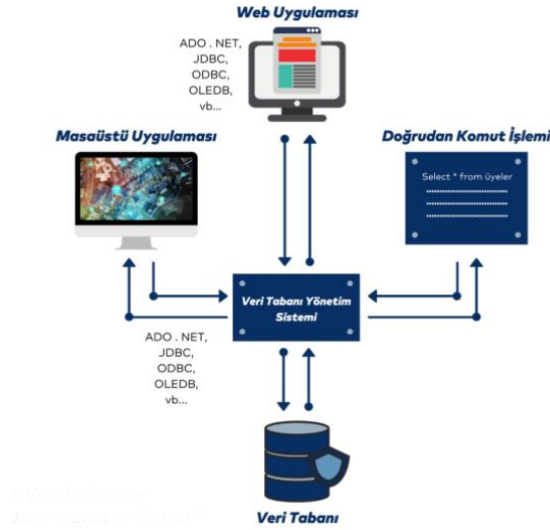 Web Uygulaması
ADO . NET,
JDBC,
ODBC,
OLEDB,
vb...
Masaüstü Uygulaması
Doğrudan Komut İşlemi
Select * from üyeler
Veri Tabanı Yönetim
Sistemi
ADO . NET,
JDBC,
ODBC,
OLEDB,
vb...
Veri Tabanı